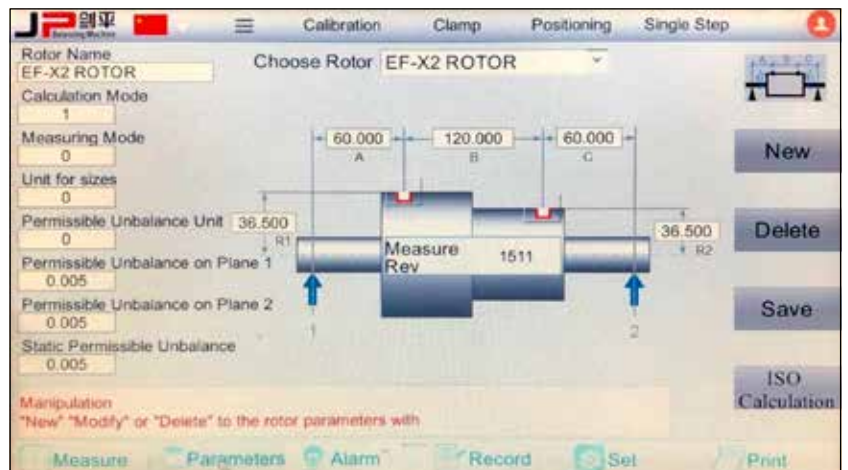 JP 剑平
Balancing Machine
Calibration Clamp Positioning Single Step
Rotor Name
EF-X2 ROTOR
Choose Rotor EF-X2 ROTOR
Calculation Mode
1
Measuring Mode
0
Unit for sizes
0
Permissible Unbalance Unit
0
Permissible Unbalance on Plane 1
0.005
Permissible Unbalance on Plane 2
0.005
Static Permissible Unbalance
0.005
60.000 120.000 60.000
A B C
36.500
R1
36.500
R2
Measure
Rev
1511
1 2
A B C
New
Delete
Save
ISO
Calculation
Manipulation
"New" "Modify" or "Delete" to the rotor parameters with
Measure Parameters Alarm Record Set Print